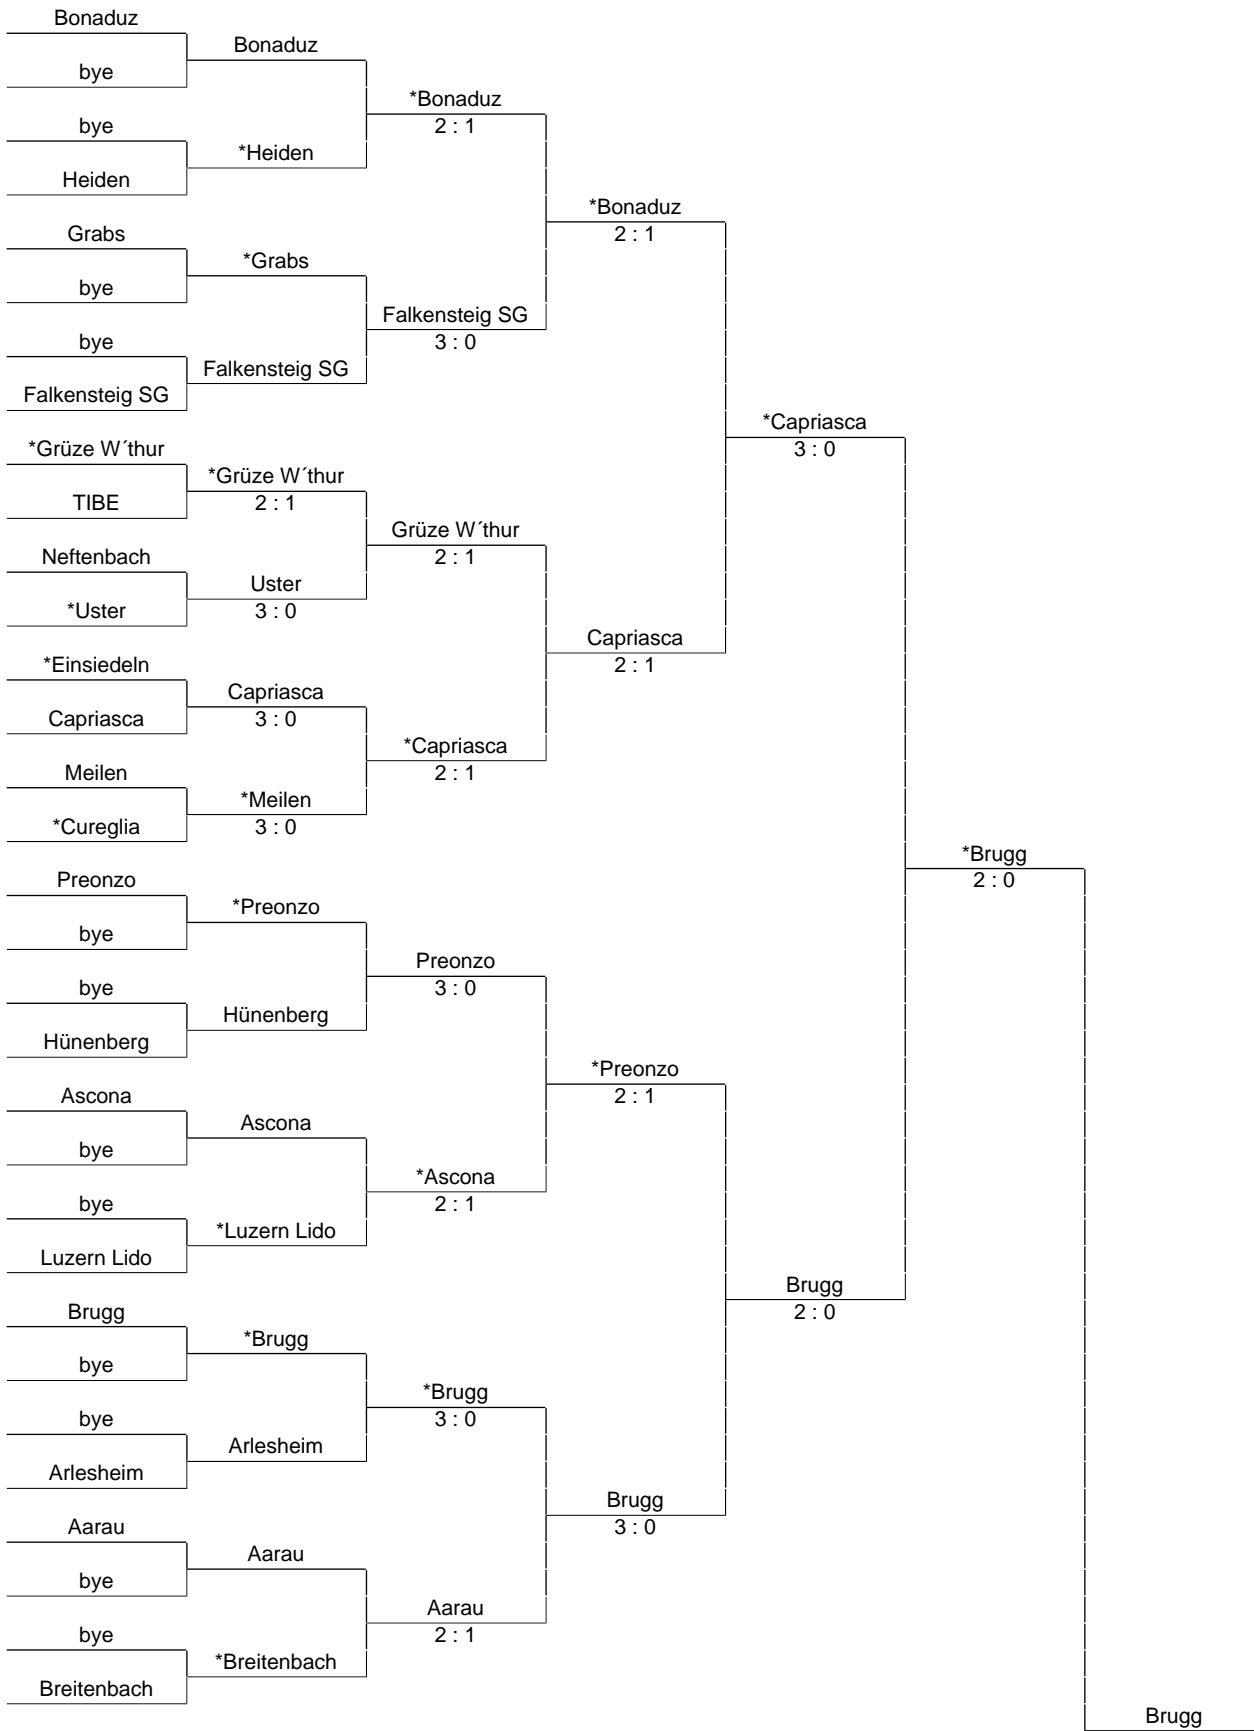 Bonaduz
Bonaduz
bye
*Bonaduz
bye
2 : 1
*Heiden
Heiden
*Bonaduz
Grabs
2 : 1
*Grabs
bye
Falkensteig SG
bye
3 : 0
Falkensteig SG
Falkensteig SG
*Capriasca
*Grüze W´thur
3 : 0
*Grüze W´thur
TIBE
2 : 1
Grüze W´thur
Neftenbach
2 : 1
Uster
*Uster
3 : 0
Capriasca
*Einsiedeln
2 : 1
Capriasca
Capriasca
3 : 0
*Capriasca
Meilen
2 : 1
*Meilen
*Cureglia
3 : 0
*Brugg
Preonzo
2 : 0
*Preonzo
bye
Preonzo
bye
3 : 0
Hünenberg
Hünenberg
*Preonzo
Ascona
2 : 1
Ascona
bye
*Ascona
bye
2 : 1
*Luzern Lido
Luzern Lido
Brugg
Brugg
2 : 0
*Brugg
bye
*Brugg
bye
3 : 0
Arlesheim
Arlesheim
Brugg
Aarau
3 : 0
Aarau
bye
Aarau
bye
2 : 1
*Breitenbach
Breitenbach
Brugg